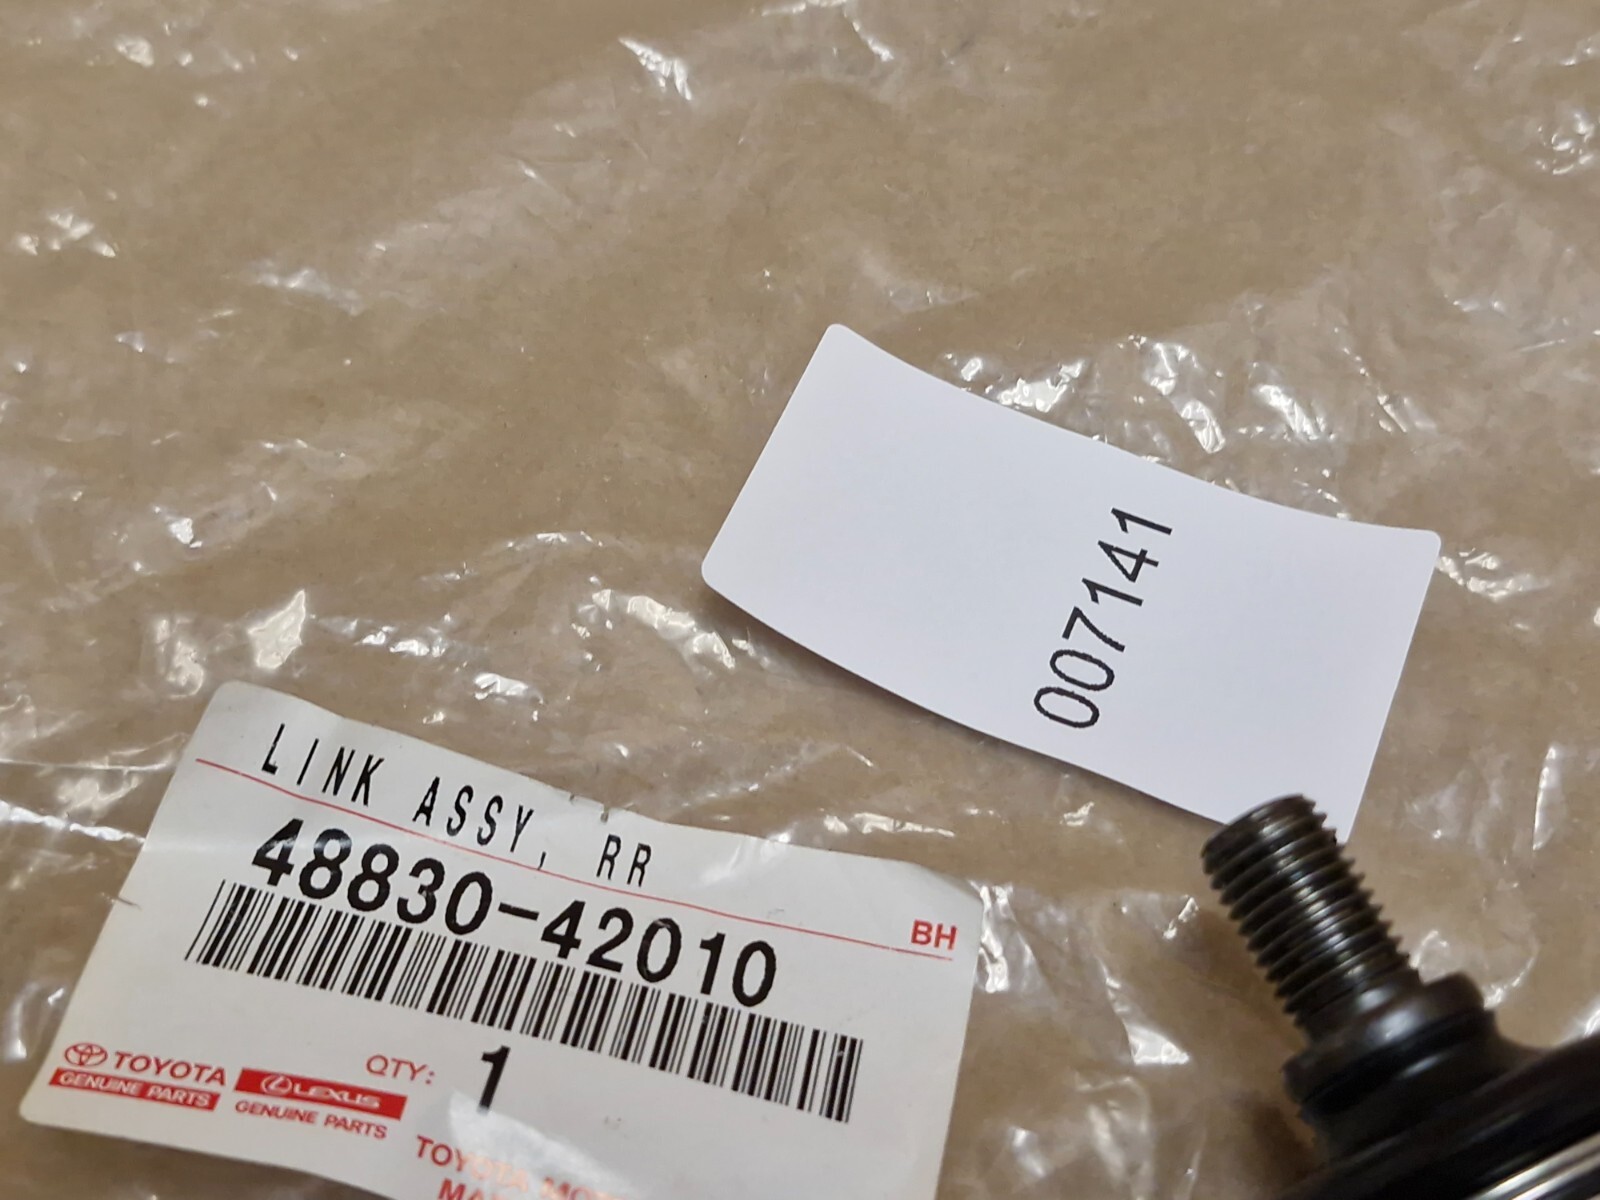 007141
LINK ASSY, RR
48830-42010
BH
QTY: 1
TOYOTA
GENUINE PARTS
LEXUS
GENUINE PARTS